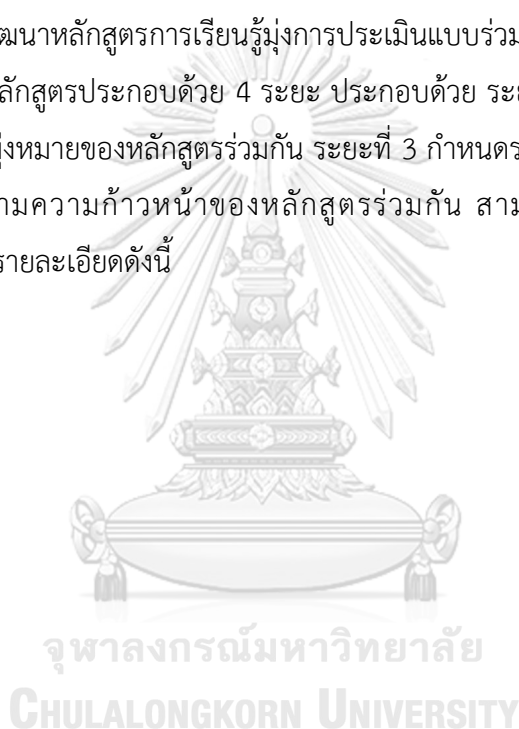 ฒนาหลักสูตรการเรียนรู้มุ่งการประเมินแบบร่วม
ลักสูตรประกอบด้วย 4 ระยะ ประกอบด้วย ระย
ุ่งหมายของหลักสูตรร่วมกัน ระยะที่ 3 กำหนดร
ามความก้าวหน้าของหลักสูตรร่วมกัน สาม
รายละเอียดดังนี้
จุฬาลงกรณ์มหาวิทยาลัย
CHULALONGKORN UNIVERSITY